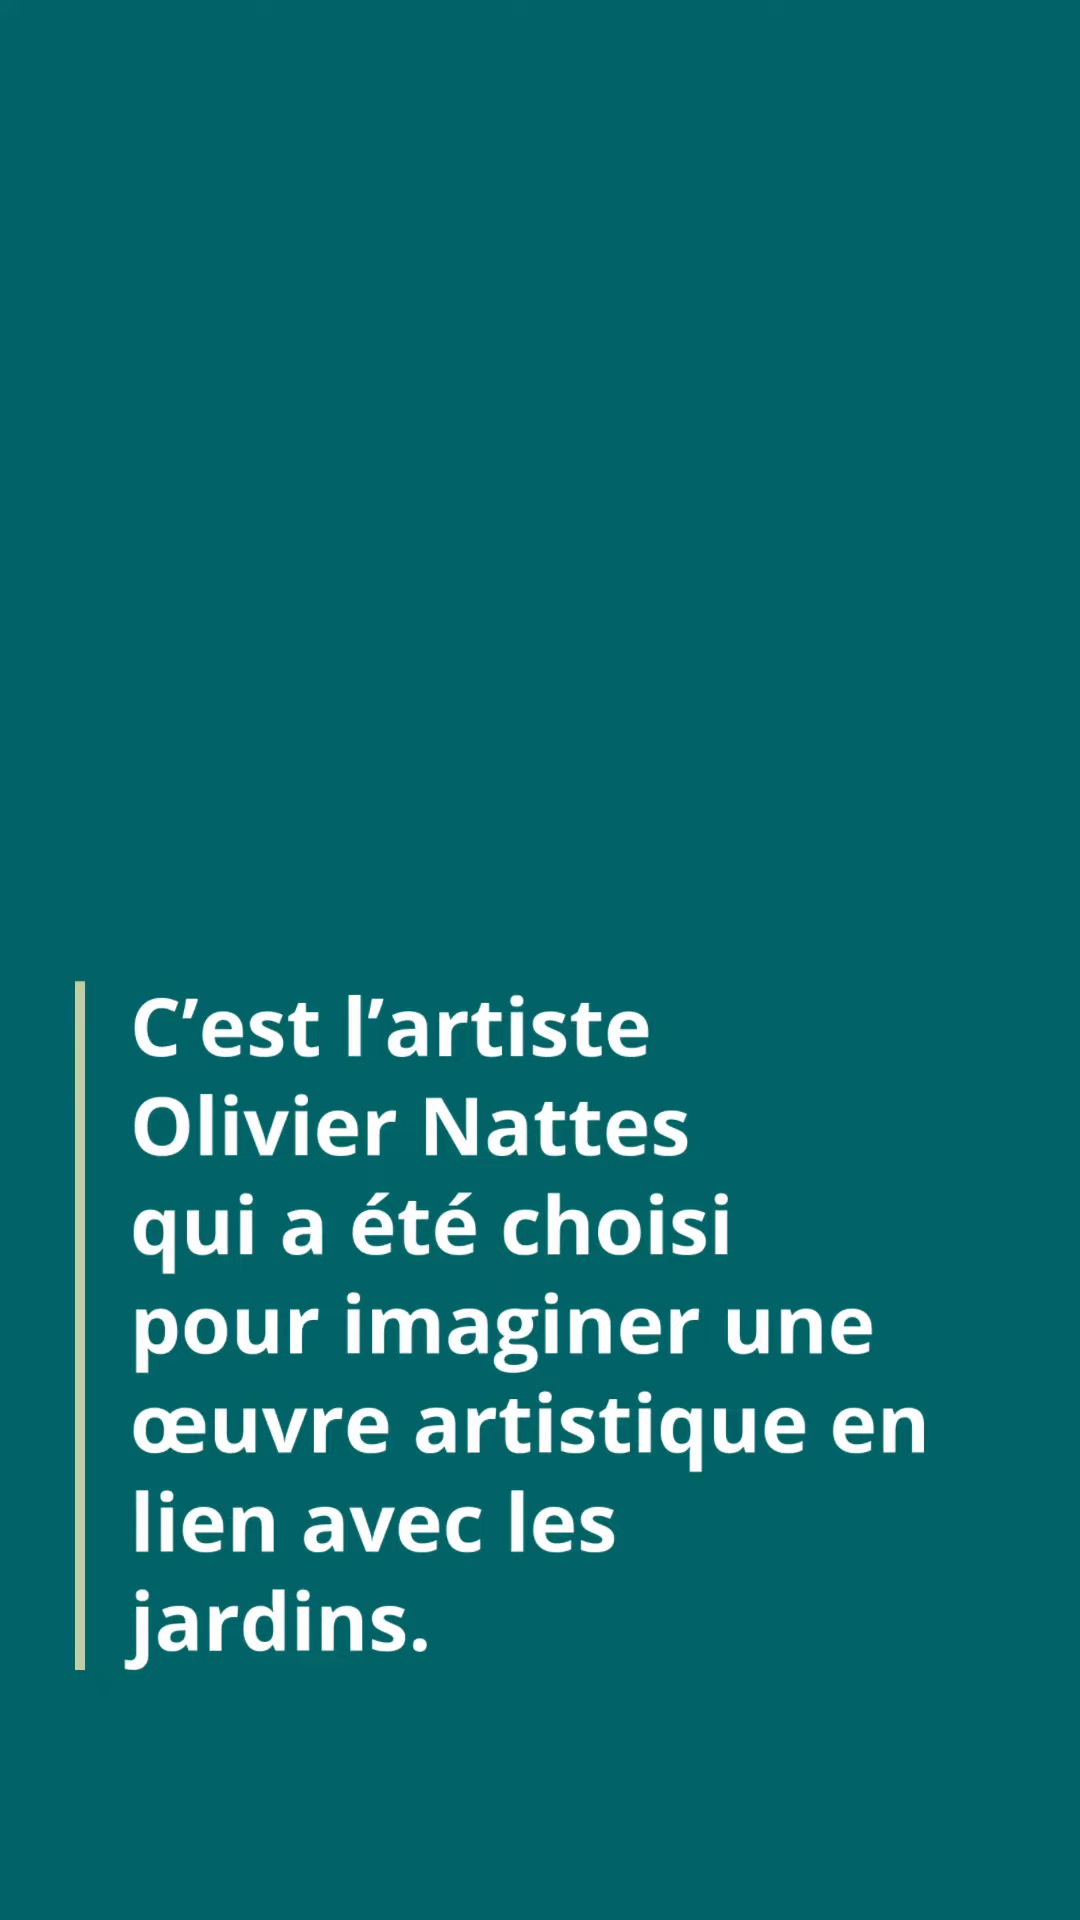 C’est l’artiste
Olivier Nattes
qui a été choisi
pour imaginer une
œuvre artistique en
lien avec les
jardins.